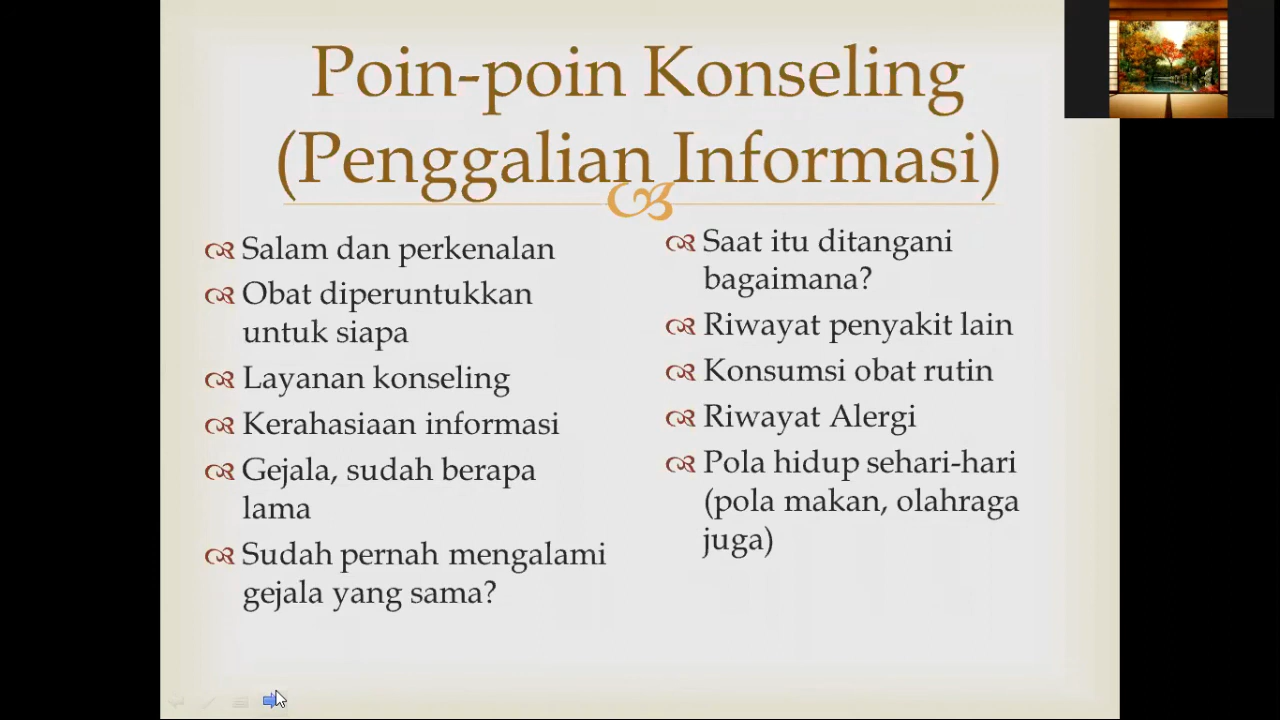 Poin-poin Konseling
(Penggalian Informasi)
Salam dan perkenalan
Obat diperuntukkan
untuk siapa
Layanan konseling
Kerahasiaan informasi
Gejala, sudah berapa
lama
Sudah pernah mengalami
gejala yang sama?
Saat itu ditangani
bagaimana?
Riwayat penyakit lain
Konsumsi obat rutin
Riwayat Alergi
Pola hidup sehari-hari
(pola makan, olahraga
juga)